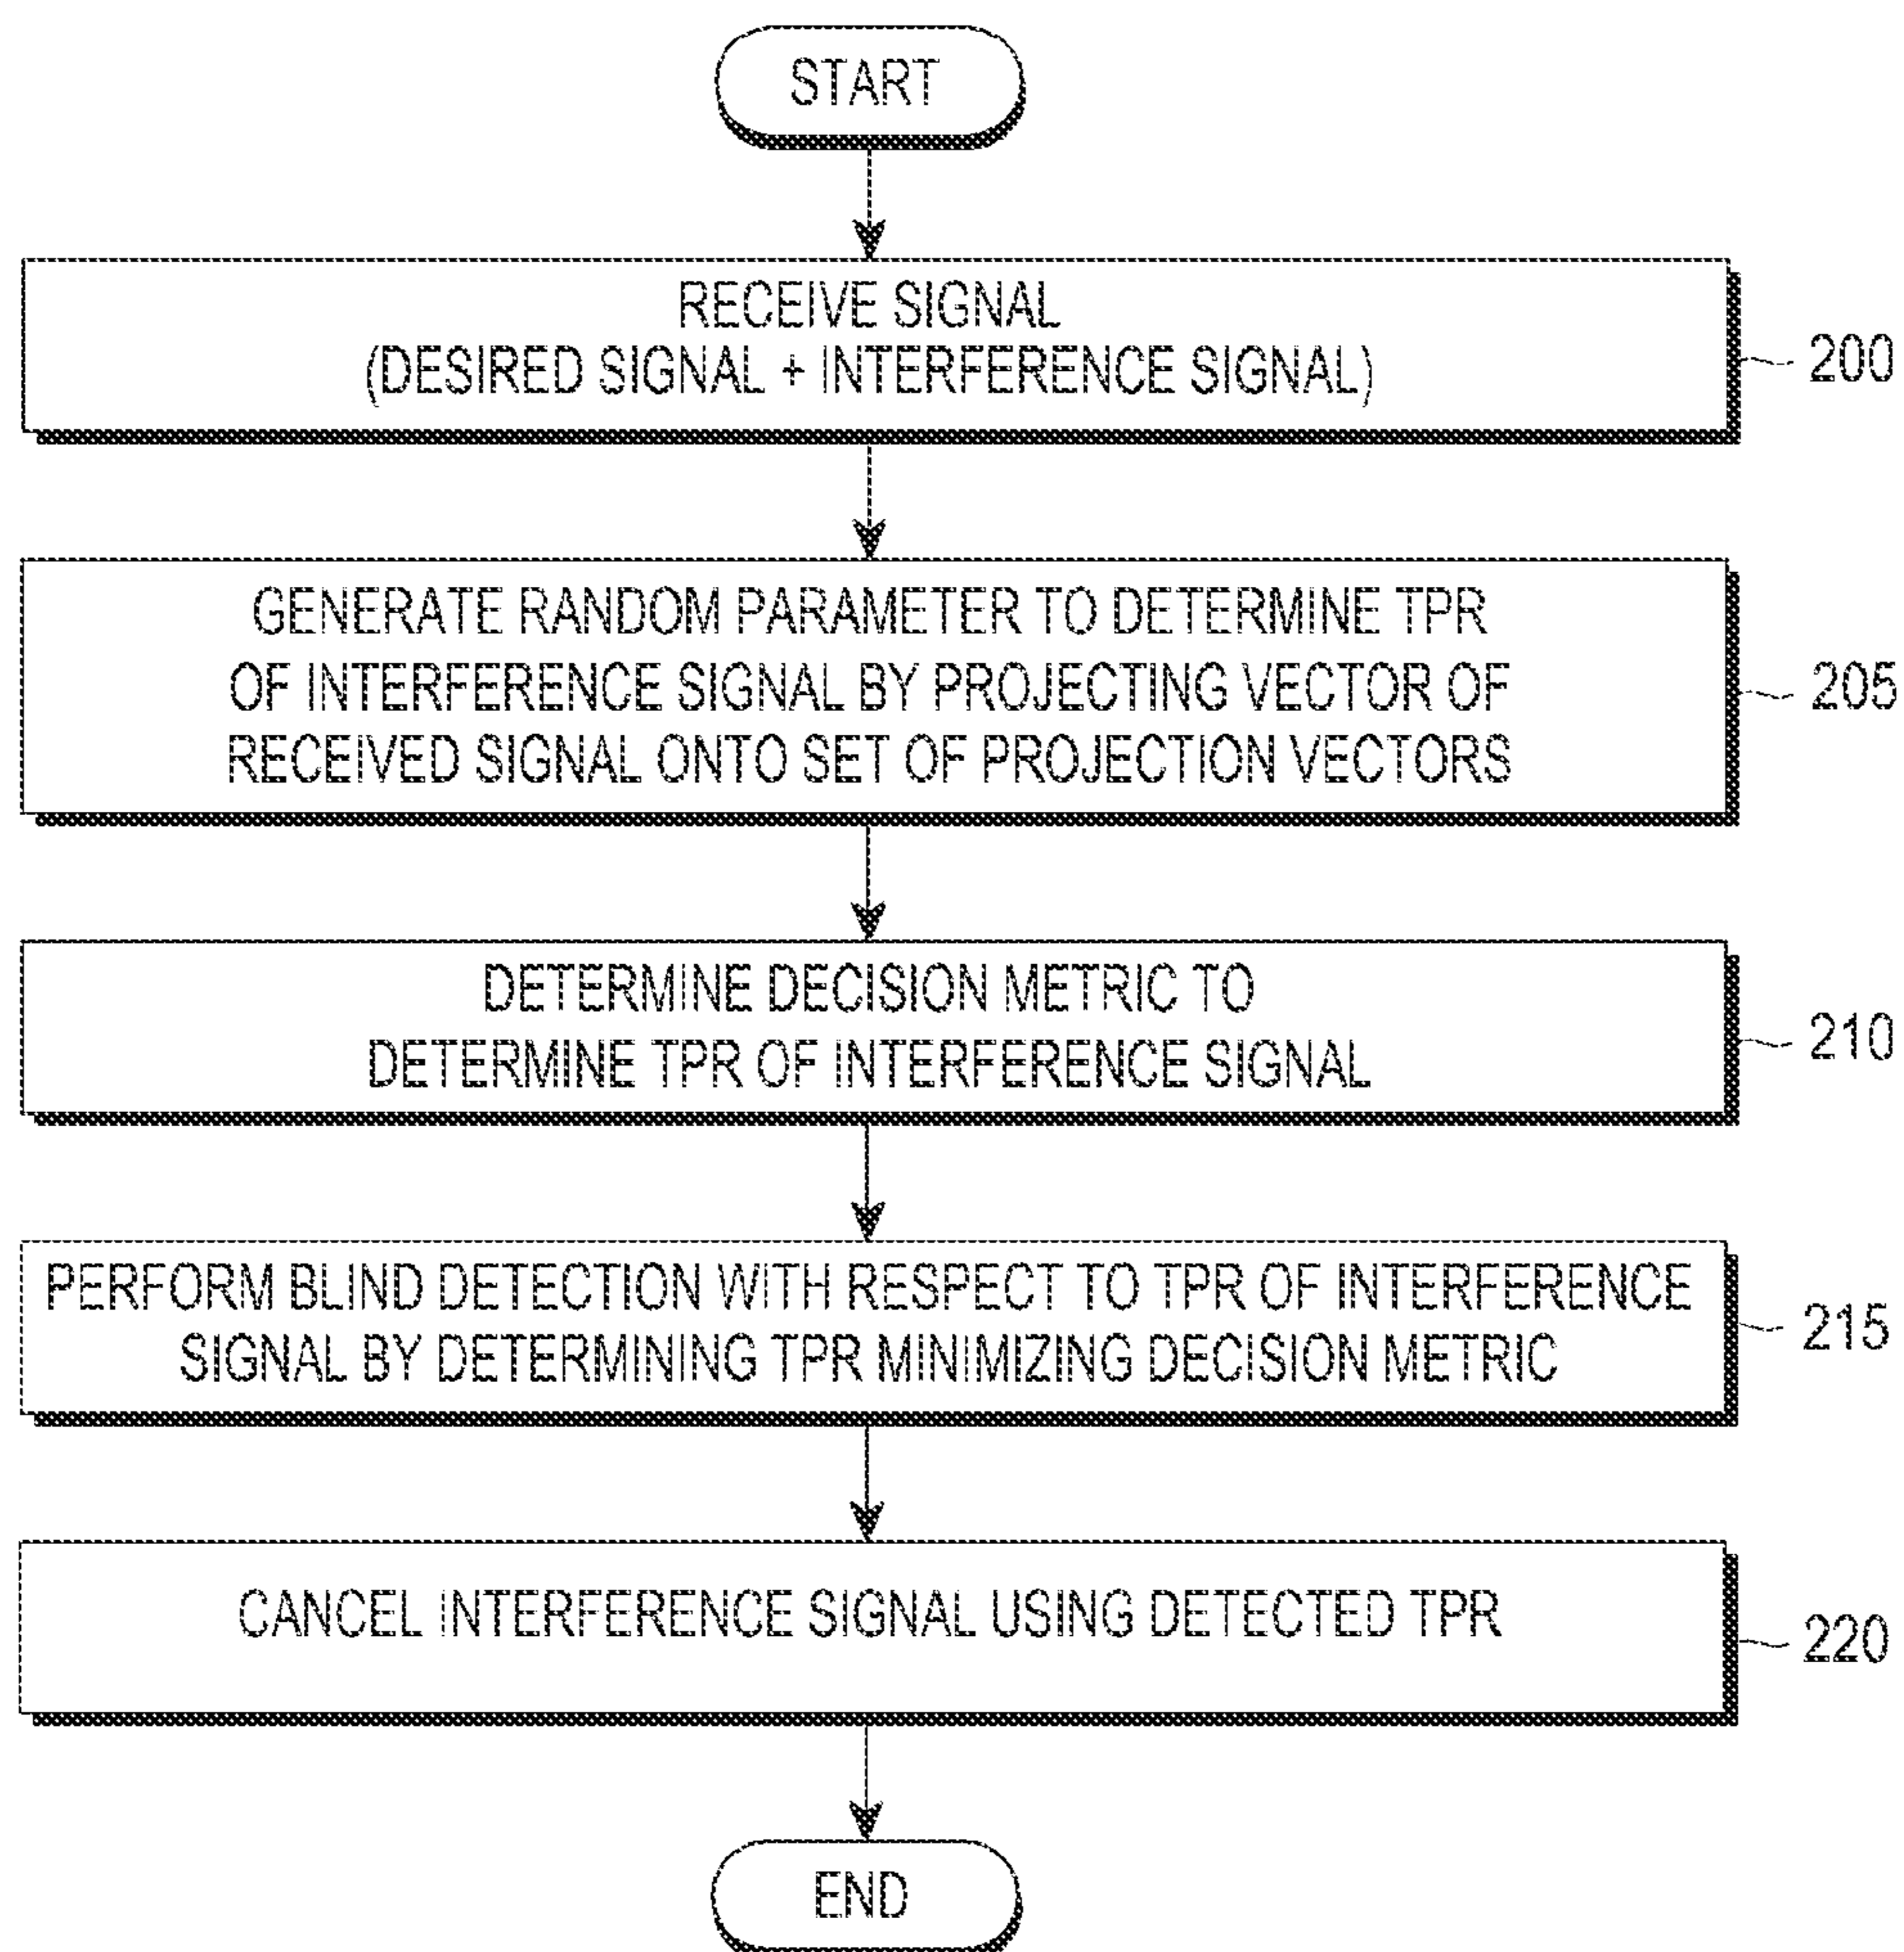 START
RECEIVE SIGNAL
(DESIRED SIGNAL + INTERFERENCE SIGNAL)
200
GENERATE RANDOM PARAMETER TO DETERMINE TPR
OF INTERFERENCE SIGNAL BY PROJECTING VECTOR OF
RECEIVED SIGNAL ONTO SET OF PROJECTION VECTORS
205
DETERMINE DECISION METRIC TO
DETERMINE TPR OF INTERFERENCE SIGNAL
210
PERFORM BLIND DETECTION WITH RESPECT TO TPR OF INTERFERENCE
SIGNAL BY DETERMINING TPR MINIMIZING DECISION METRIC
215
CANCEL INTERFERENCE SIGNAL USING DETECTED TPR
220
END